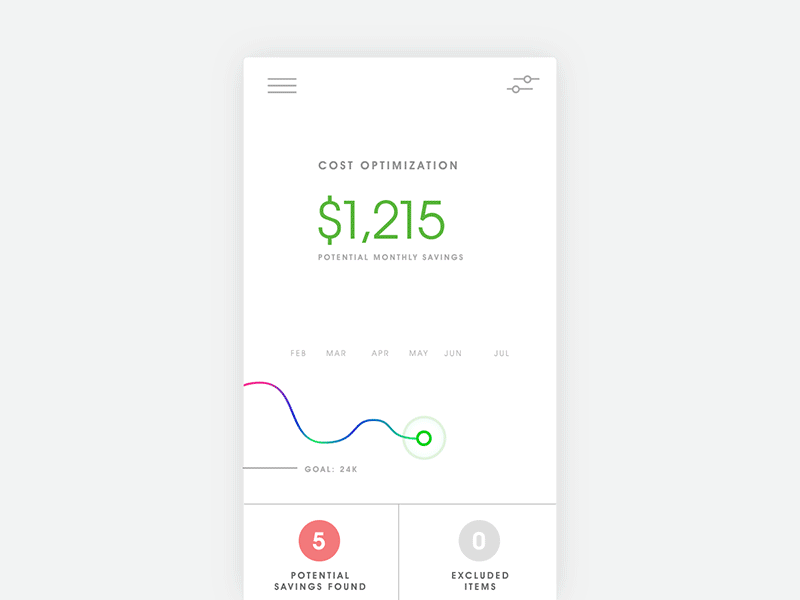 COST OPTIMIZATION
$1,215
POTENTIAL MONTHLY SAVINGS
FEB MAR APR MAY JUN JUL
GOAL: 24K
5
POTENTIAL
SAVINGS FOUND
0
EXCLUDED
ITEMS